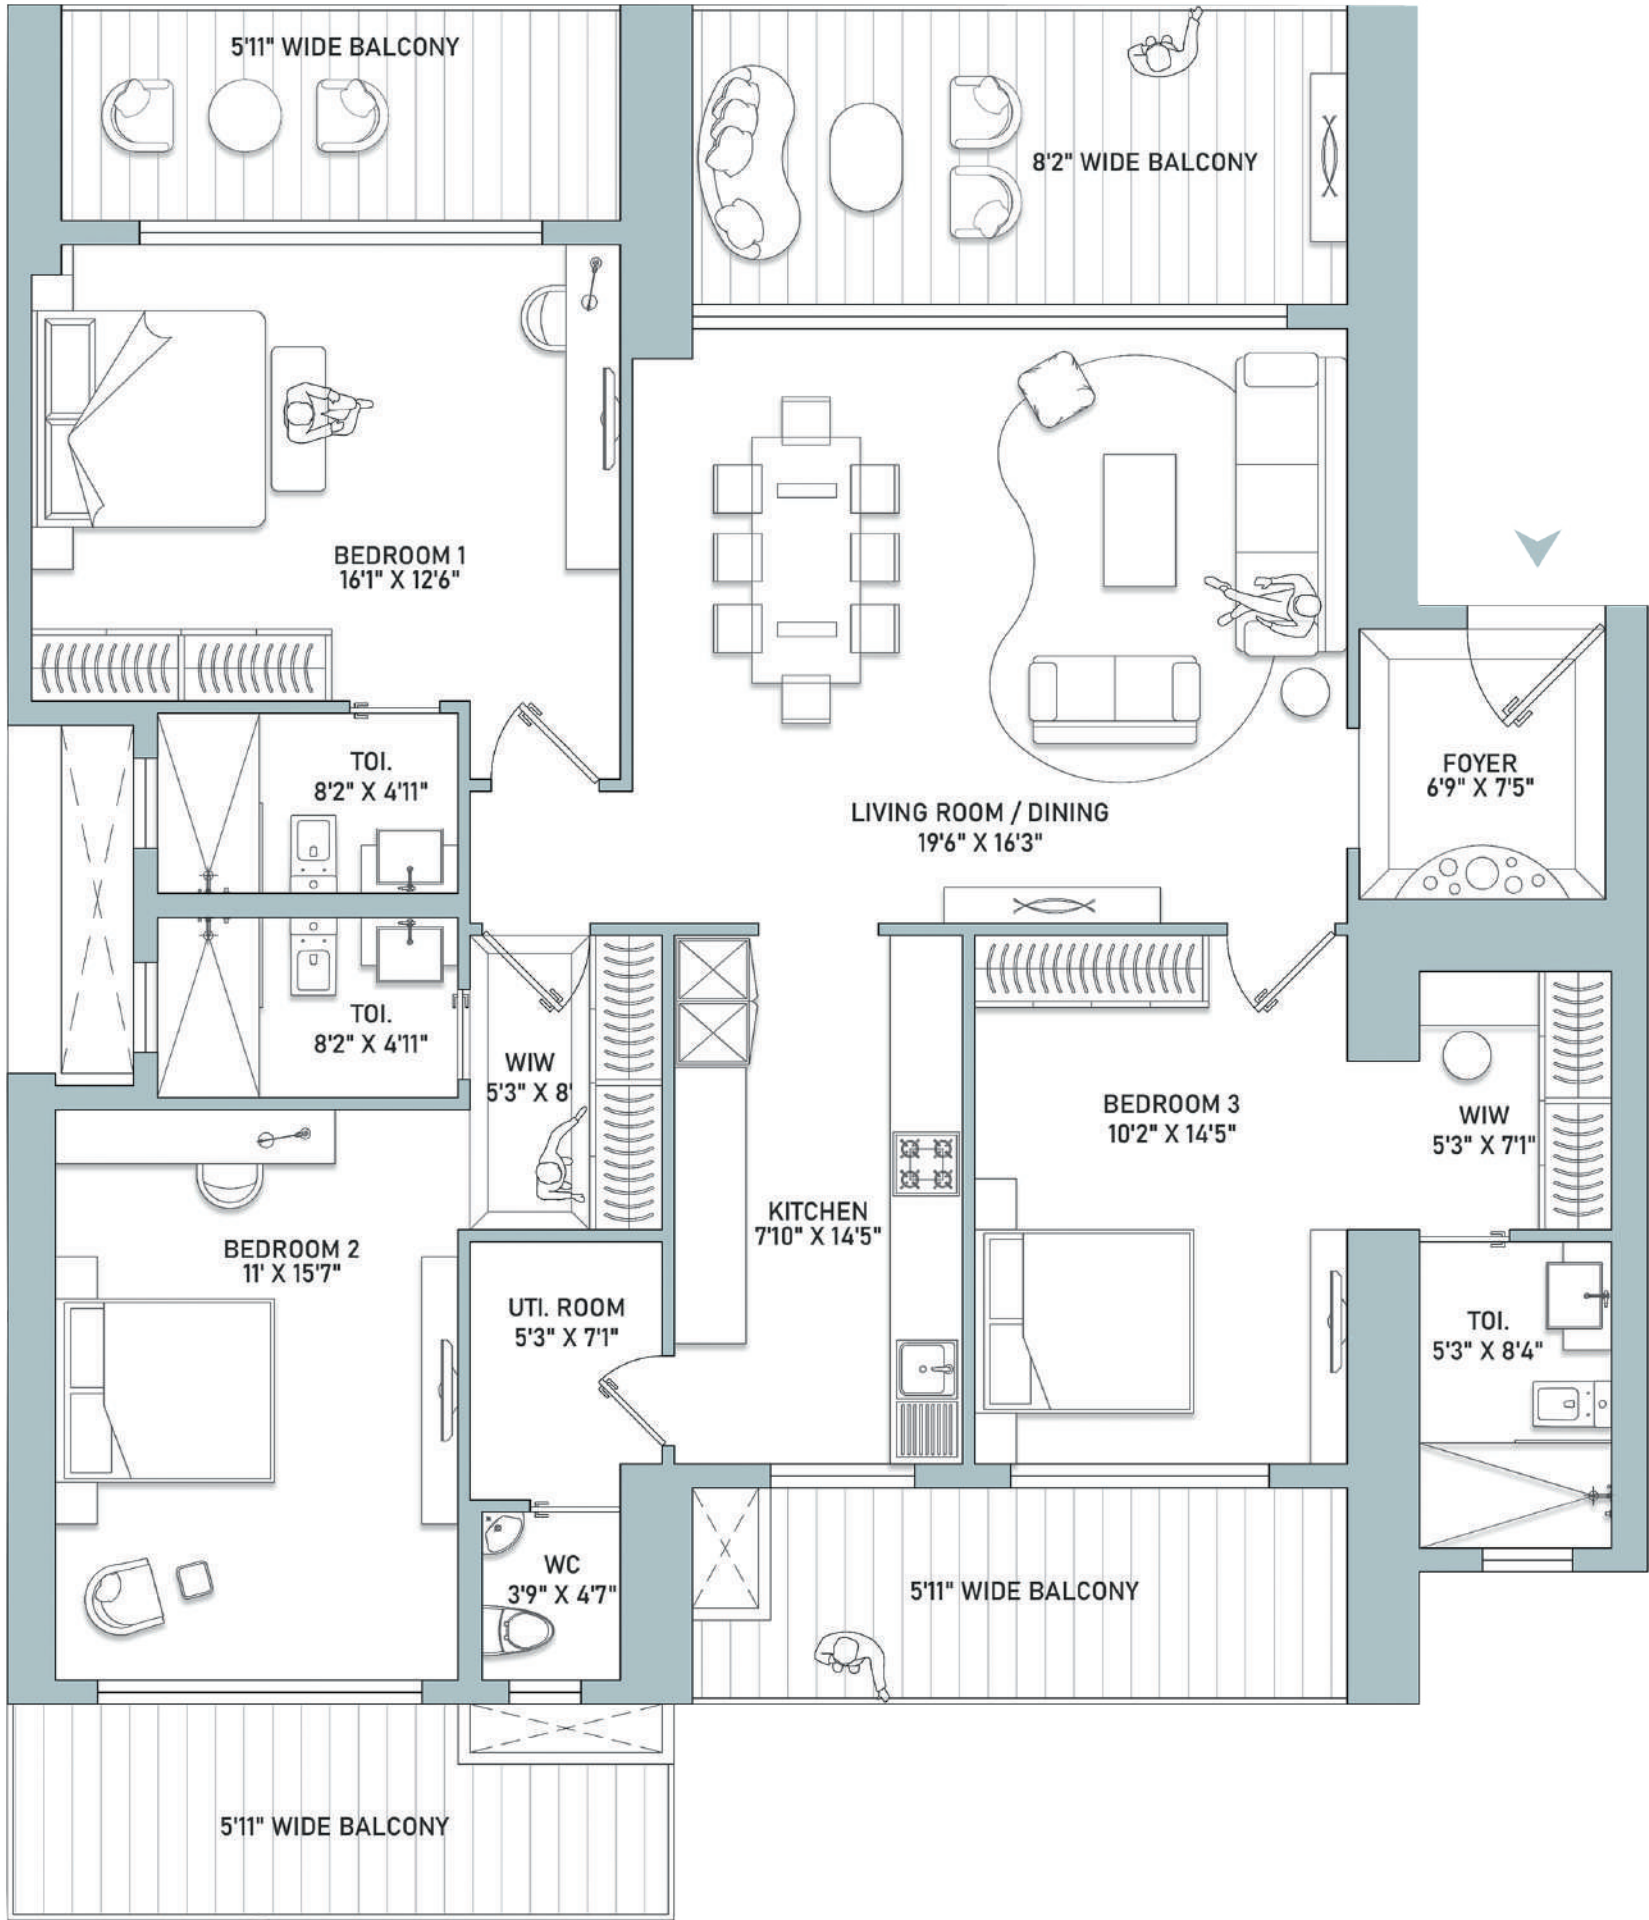 5'11" WIDE BALCONY
8'2" WIDE BALCONY
BEDROOM 1
16'1" X 12'6"
TOI.
8'2" X 4'11"
LIVING ROOM / DINING
19'6" X 16'3"
FOYER
6'9" X 7'5"
TOI.
8'2" X 4'11"
WIW
5'3" X 8'
BEDROOM 3
10'2" X 14'5"
WIW
5'3" X 7'1"
KITCHEN
7'10" X 14'5"
BEDROOM 2
11' X 15'7"
UTI. ROOM
5'3" X 7'1"
TOI.
5'3" X 8'4"
WC
3'9" X 4'7"
5'11" WIDE BALCONY
5'11" WIDE BALCONY